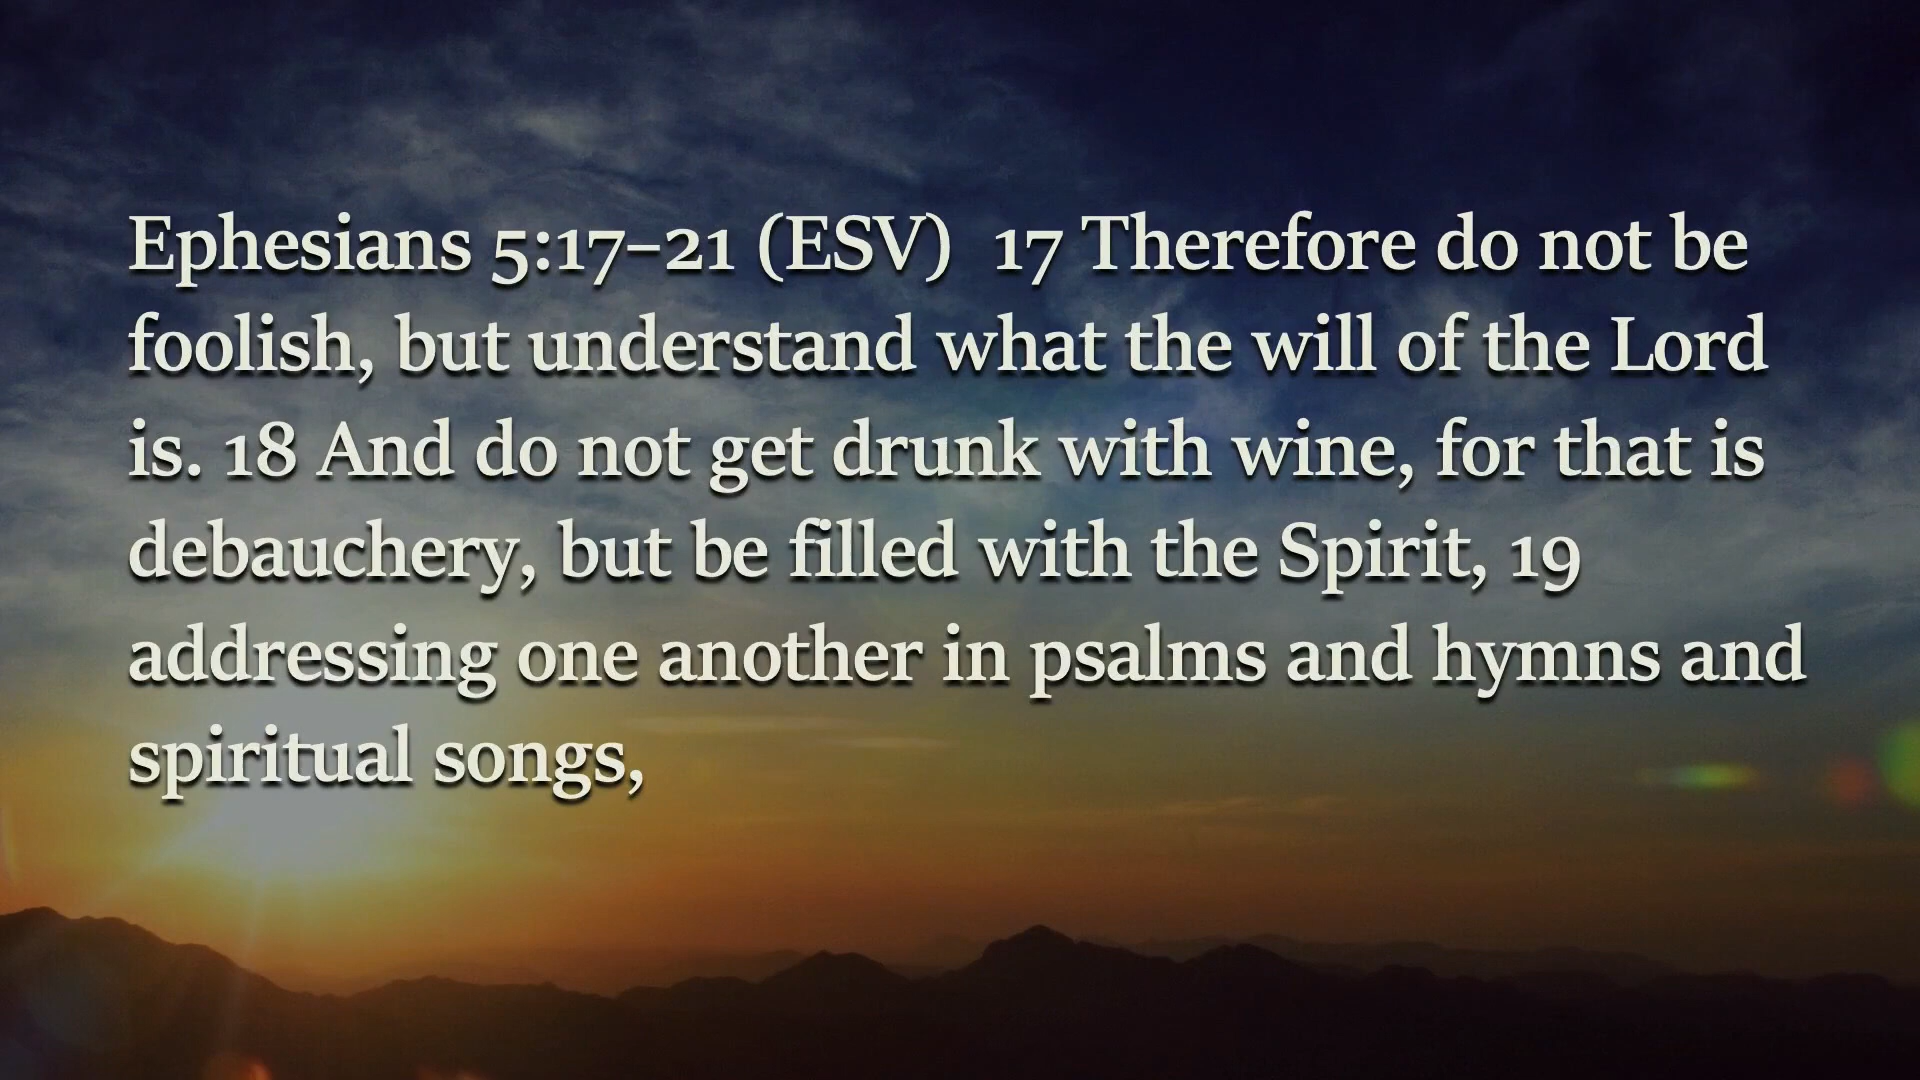 Ephesians 5:17–21 (ESV)  17 Therefore do not be
foolish, but understand what the will of the Lord
is. 18 And do not get drunk with wine, for that is
debauchery, but be filled with the Spirit, 19
addressing one another in psalms and hymns and
spiritual songs,